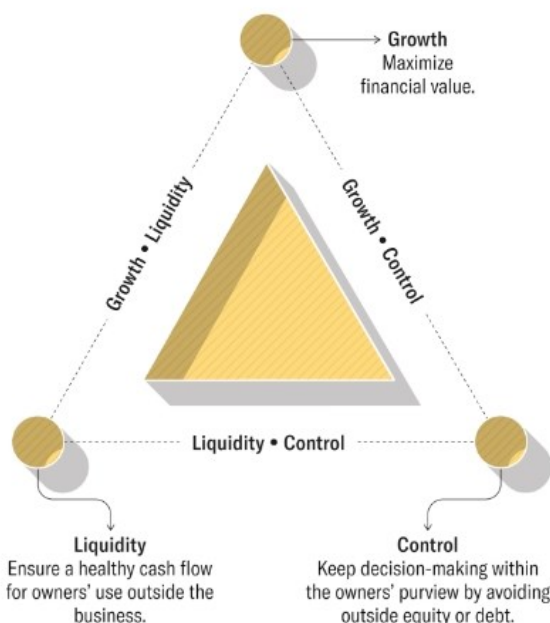 Growth
Maximize
financial value.
Growth • Liquidity
Growth • Control
Liquidity • Control
Liquidity
Ensure a healthy cash flow
for owners’ use outside the
business.
Control
Keep decision-making within
the owners’ purview by avoiding
outside equity or debt.